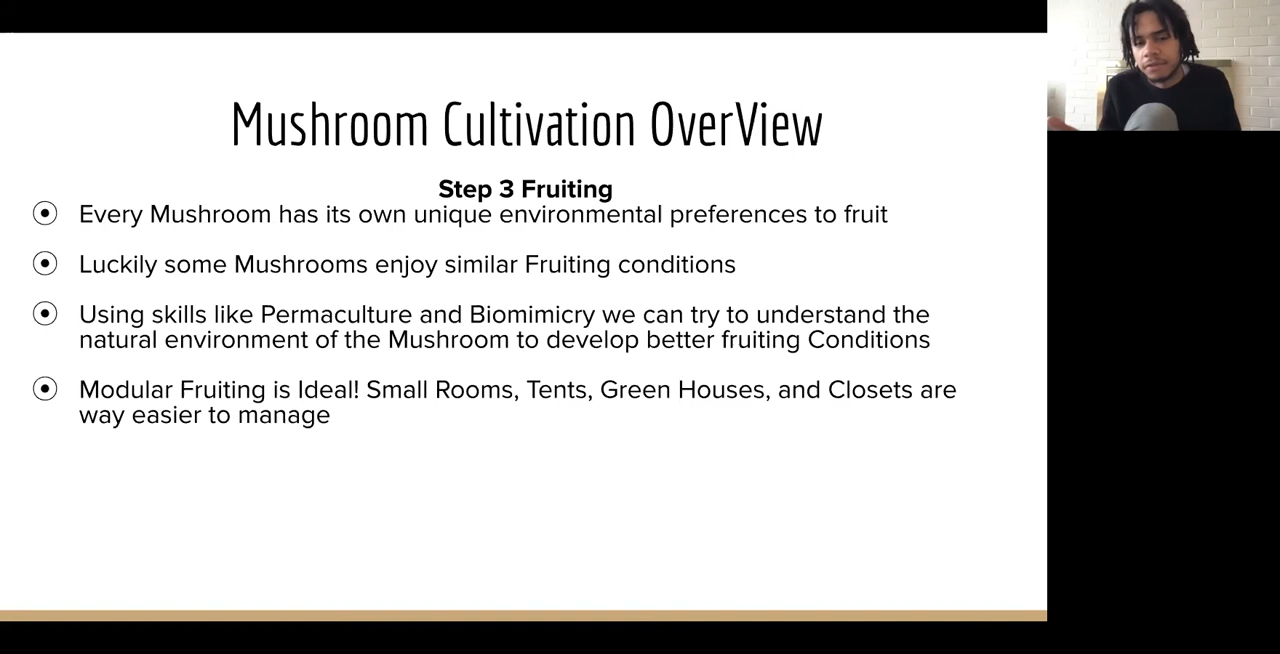 Mushroom Cultivation OverView
Step 3 Fruiting
Every Mushroom has its own unique environmental preferences to fruit
Luckily some Mushrooms enjoy similar Fruiting conditions
Using skills like Permaculture and Biomimicry we can try to understand the
natural environment of the Mushroom to develop better fruiting Conditions
Modular Fruiting is Ideal! Small Rooms, Tents, Green Houses, and Closets are
way easier to manage